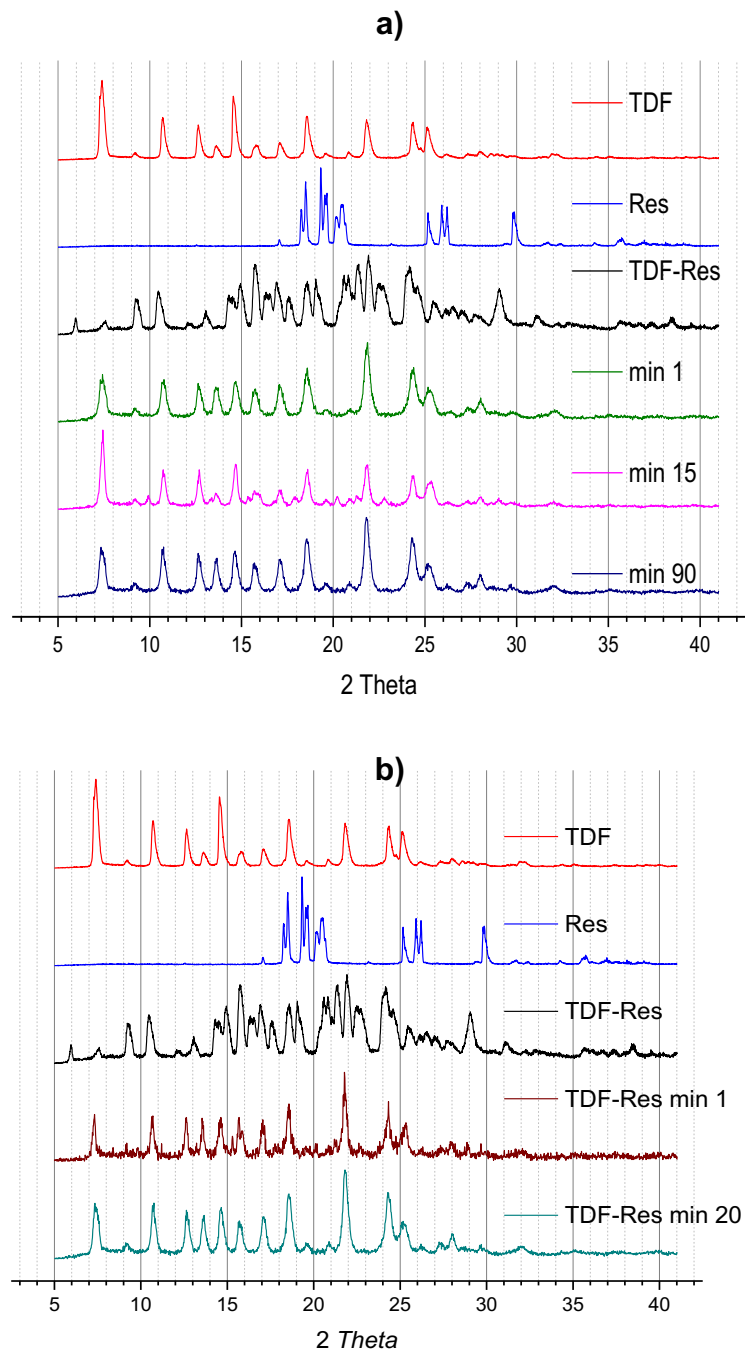 a)
TDF
Res
TDF-Res
min 1
min 15
min 90
5 10 15 20 25 30 35 40
2 Theta
b)
TDF
Res
TDF-Res
TDF-Res min 1
TDF-Res min 20
5 10 15 20 25 30 35 40
2 Theta